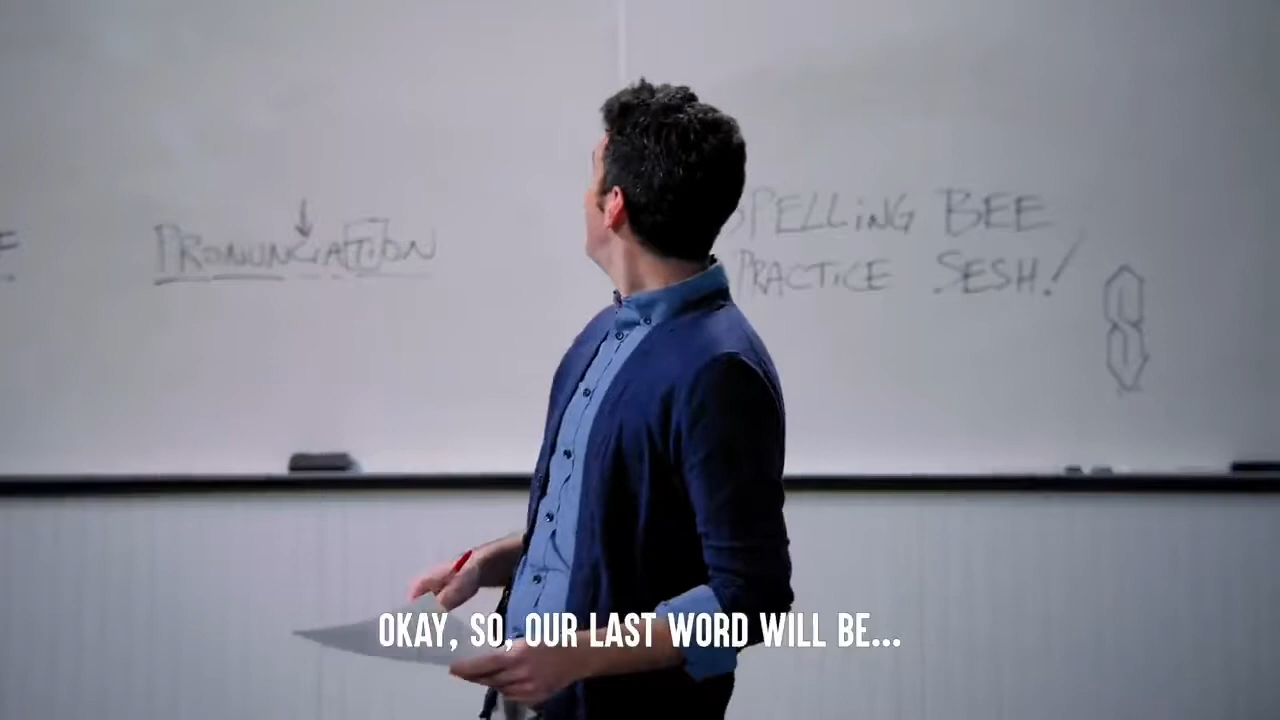 PRONUNCIATION
SPELLiNG BEE
PRACTICE SESH!
OKAY, SO, OUR LAST WORD WILL BE...